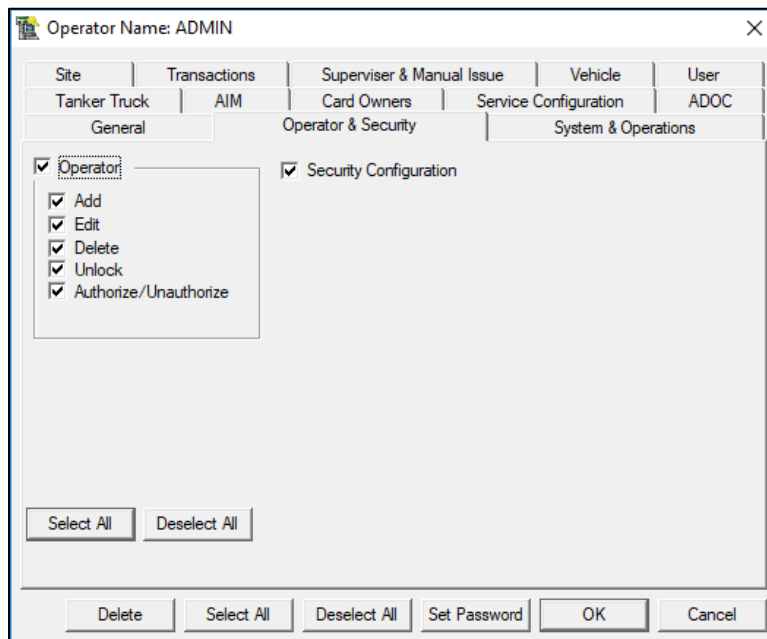 Operator Name: ADMIN
Site Transactions Superviser & Manual Issue Vehicle User
Tanker Truck AIM Card Owners Service Configuration ADOC
General Operator & Security System & Operations
Operator Security Configuration
Add
Edit
Delete
Unlock
Authorize/Unauthorize
Select All Deselect All
Delete Select All Deselect All Set Password OK Cancel